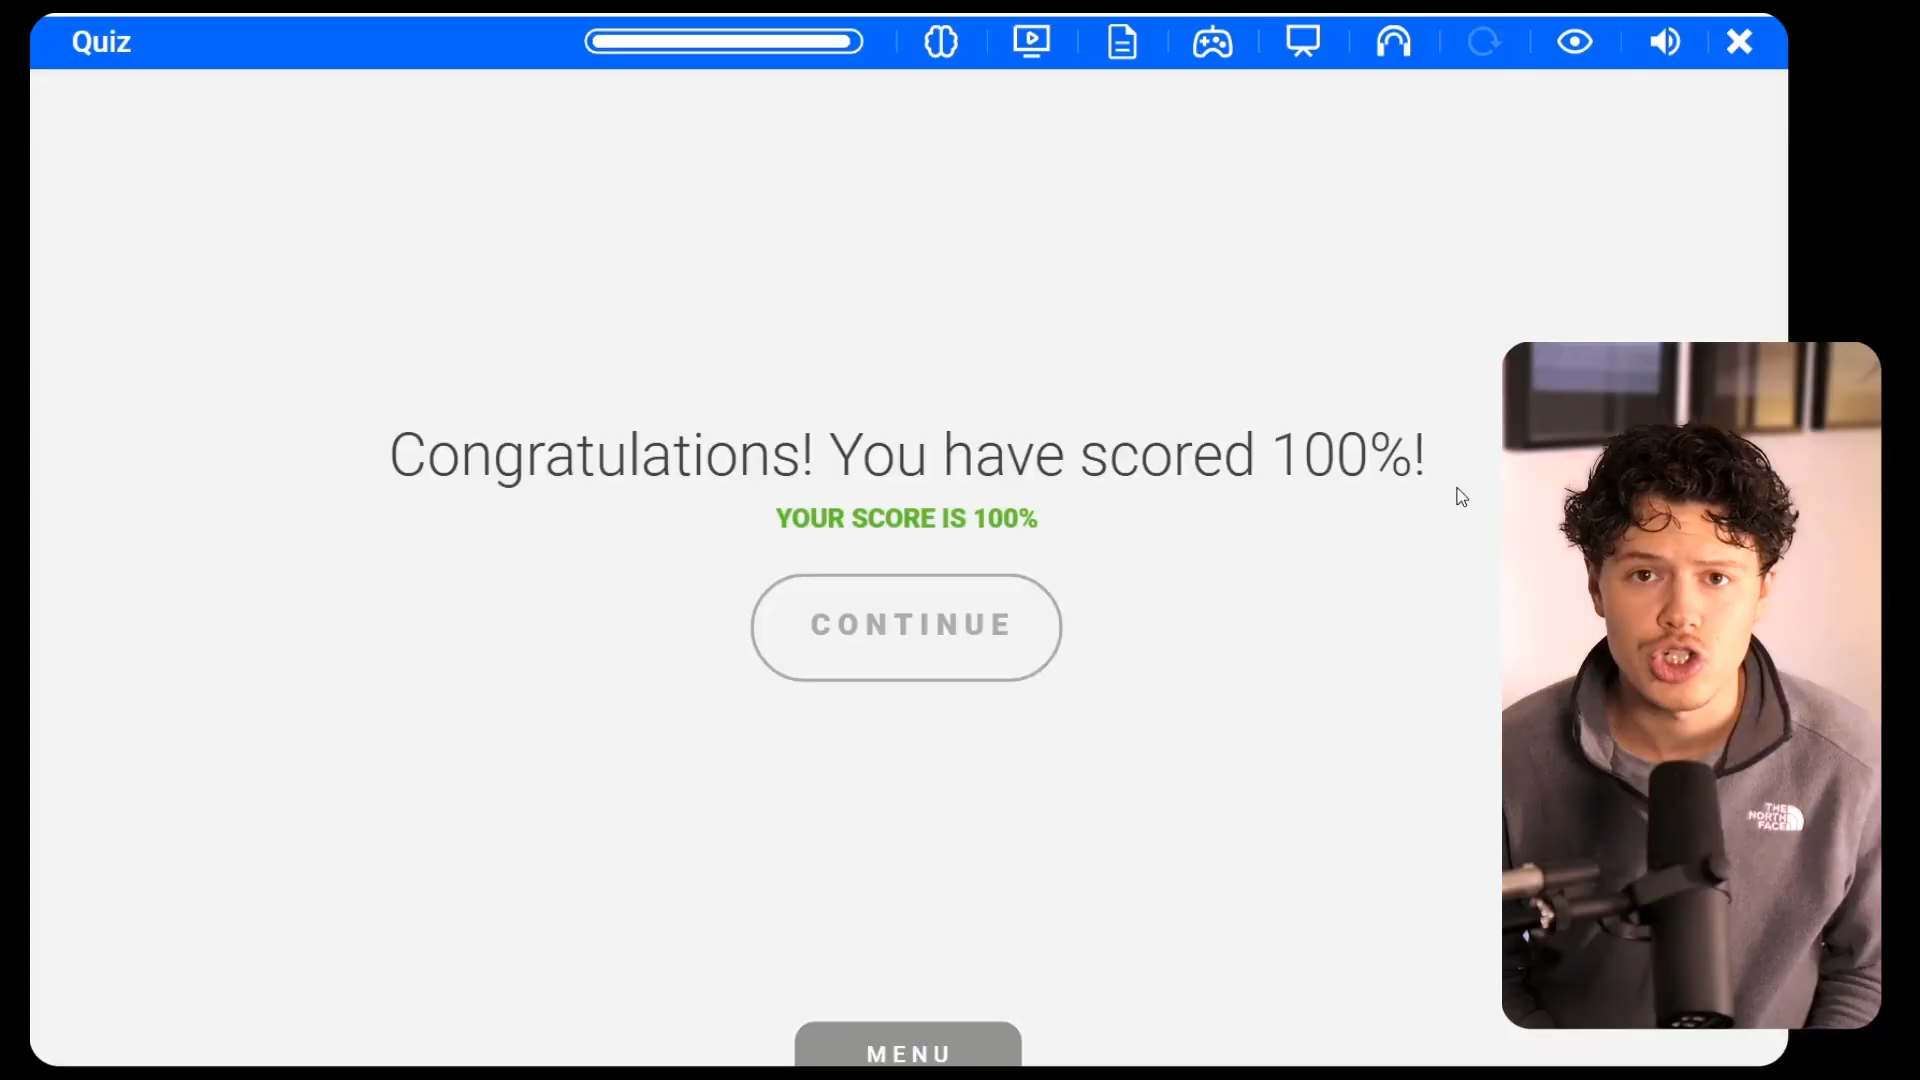 Quiz
Congratulations! You have scored 100%!
YOUR SCORE IS 100%
CONTINUE
MENU
THE
NORTH
FACE